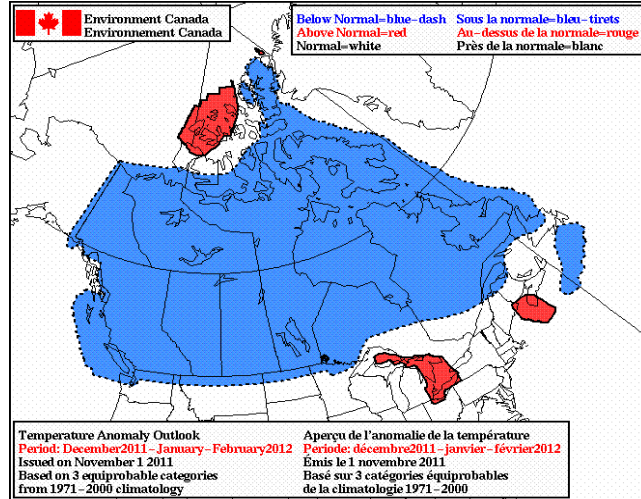 Environment Canada
Environnement Canada
Below Normal=blue-dash Sous la normale=bleu-tirets
Above Normal=red Au-dessus de la normale=rouge
Normal=white Près de la normale=blanc
Temperature Anomaly Outlook
Period: December2011-January-February2012
Issued on November 1 2011
Based on 3 equiprobable categories
from 1971-2000 climatology
Aperçu de l'anomalie de la température
Periode: décembre2011-janvier-février2012
Émis le 1 novembre 2011
Basé sur 3 catégories équiprobables
de la climatologie 1971-2000